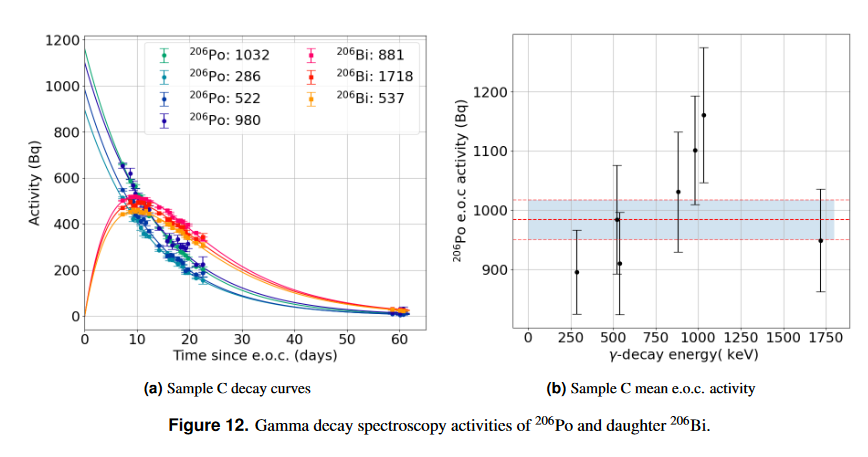 1200
1000
800
600
400
200
0
Activity (Bq)
²⁰⁶Po: 1032
²⁰⁶Po: 286
²⁰⁶Po: 522
²⁰⁶Po: 980
²⁰⁶Bi: 881
²⁰⁶Bi: 1718
²⁰⁶Bi: 537
0 10 20 30 40 50 60
Time since e.o.c. (days)
(a) Sample C decay curves
1200
1100
1000
900
²⁰⁶Po e.o.c activity (Bq)
0 250 500 750 1000 1250 1500 1750
γ-decay energy( keV)
(b) Sample C mean e.o.c. activity
Figure 12. Gamma decay spectroscopy activities of ²⁰⁶Po and daughter ²⁰⁶Bi.